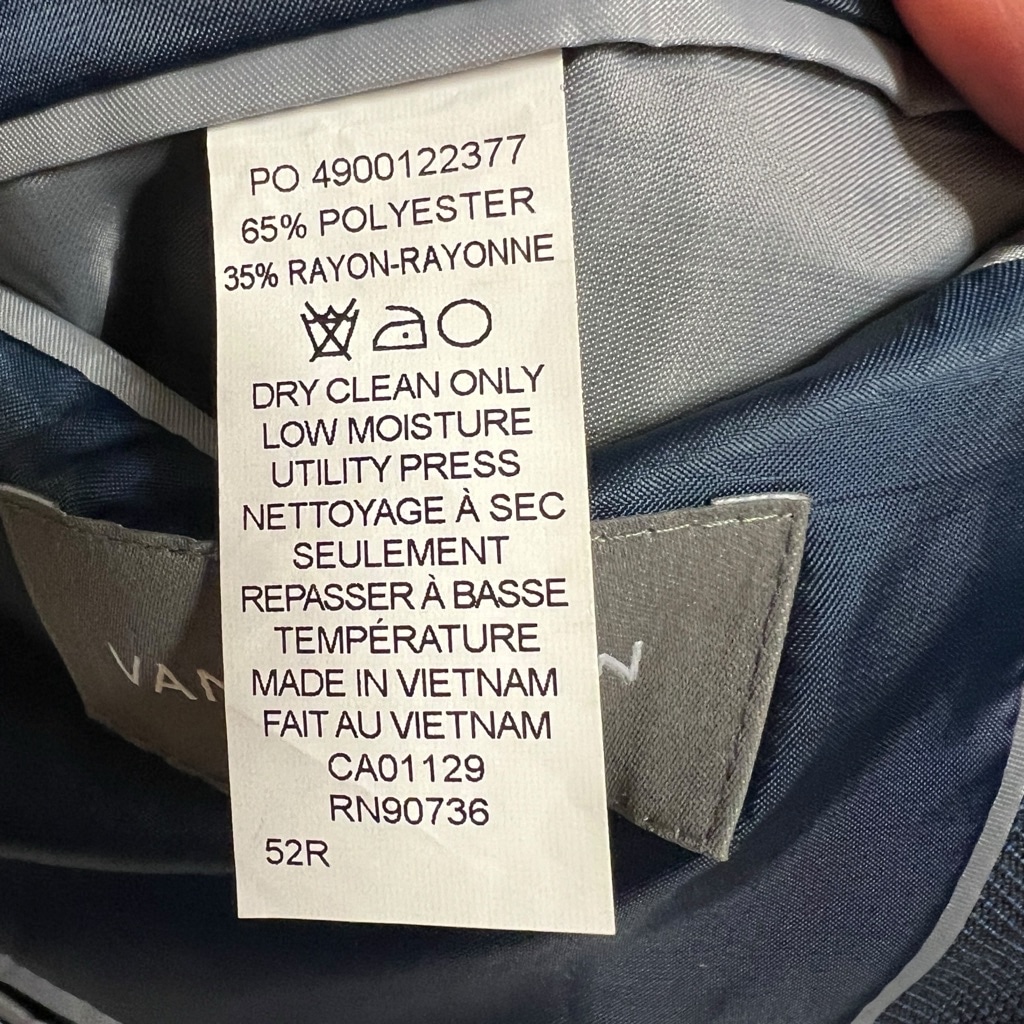 PO 4900122377
65% POLYESTER
35% RAYON-RAYONNE
DRY CLEAN ONLY
LOW MOISTURE
UTILITY PRESS
NETTOYAGE À SEC
SEULEMENT
REPASSER À BASSE
TEMPÉRATURE
MADE IN VIETNAM
FAIT AU VIETNAM
CA01129
RN90736
52R
VAN